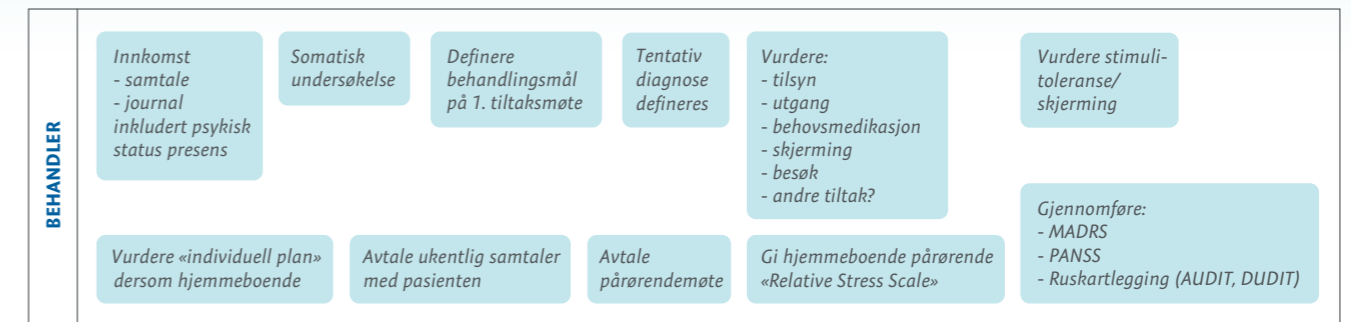 BEHANDLER
Innkomst
- samtale
- journal
inkludert psykisk
status presens
Somatisk
undersøkelse
Definere
behandlingsmål
på 1. tiltaksmøte
Tentativ
diagnose
defineres
Vurdere:
- tilsyn
- utgang
- behovsmedikasjon
- skjerming
- besøk
- andre tiltak?
Vurdere stimuli-
toleranse/
skjerming
Vurdere «individuell plan»
dersom hjemmeboende
Avtale ukentlig samtaler
med pasienten
Avtale
pårørendemøte
Gi hjemmeboende pårørende
«Relative Stress Scale»
Gjennomføre:
- MADRS
- PANSS
- Ruskartlegging (AUDIT, DUDIT)